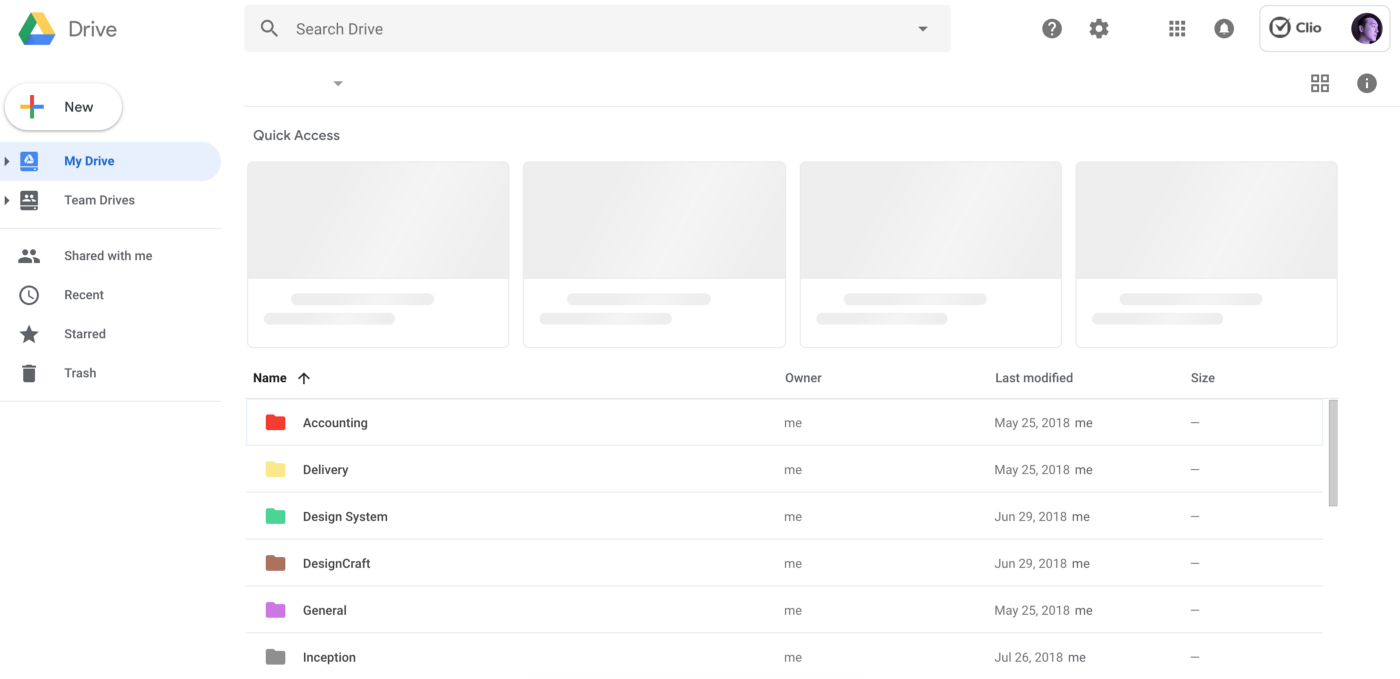 Drive
Search Drive
Clio
New
My Drive
Team Drives
Shared with me
Recent
Starred
Trash
Quick Access
Name Owner Last modified Size
Accounting me May 25, 2018 me —
Delivery me May 25, 2018 me —
Design System me Jun 29, 2018 me —
DesignCraft me Jun 29, 2018 me —
General me May 25, 2018 me —
Inception me Jul 26, 2018 me —